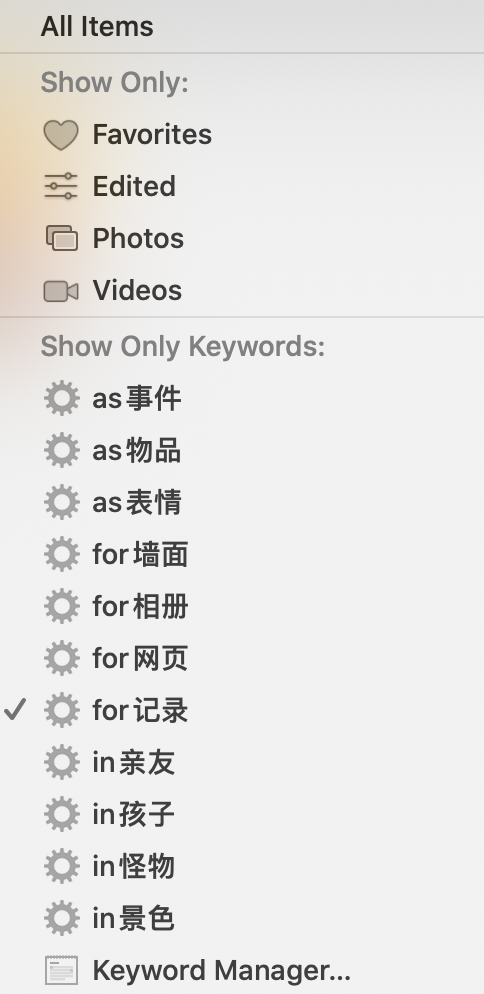 All Items
Show Only:
Favorites
Edited
Photos
Videos
Show Only Keywords:
as事件
as物品
as表情
for墙面
for相册
for网页
for记录
in亲友
in孩子
in怪物
in景色
Keyword Manager...